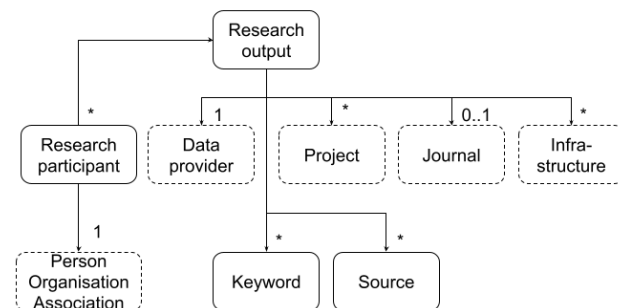 Research
output
*
1
*
0..1
*
Research
participant
Data
provider
Project
Journal
Infra-
structure
1
*
*
Person
Organisation
Association
Keyword
Source